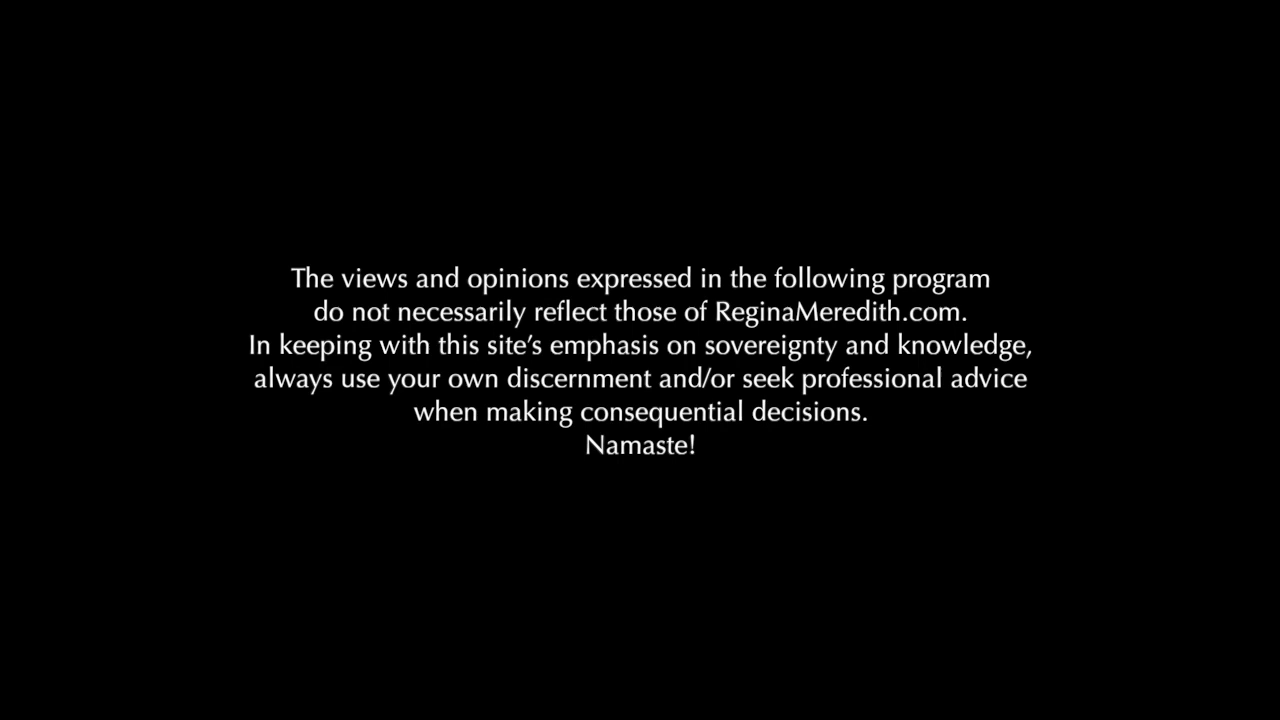 The views and opinions expressed in the following program
do not necessarily reflect those of ReginaMeredith.com.
In keeping with this site’s emphasis on sovereignty and knowledge,
always use your own discernment and/or seek professional advice
when making consequential decisions.
Namaste!